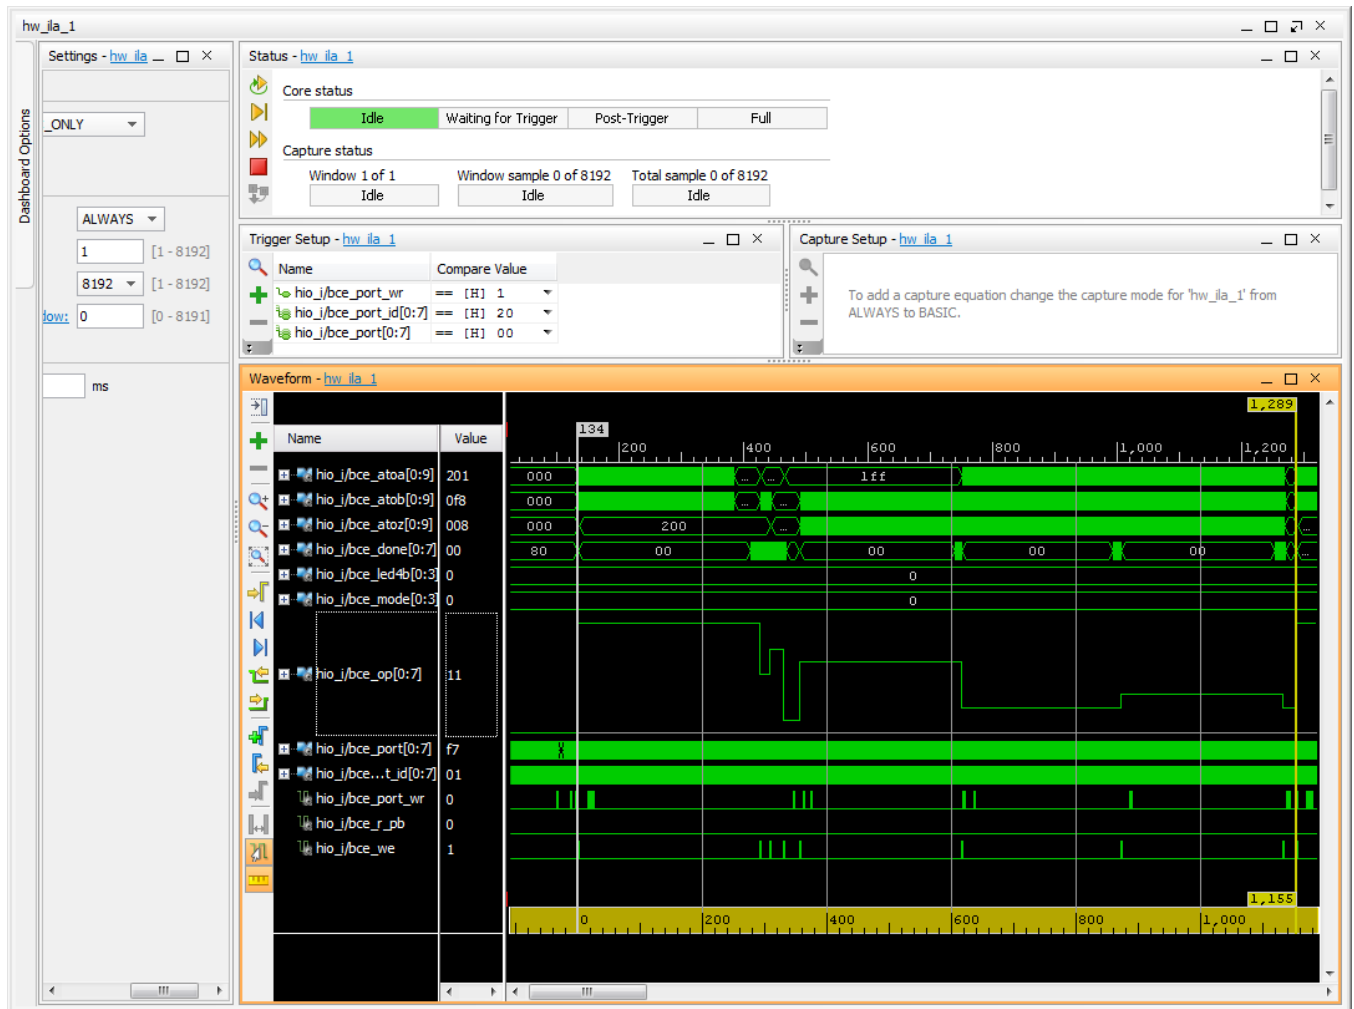 hw_ila_1
Dashboard Options
Settings - hw_ila
_ONLY
ALWAYS
1 [1 - 8192]
8192 [1 - 8192]
dow: 0 [0 - 8191]
ms
Status - hw_ila_1
Core status
Idle Waiting for Trigger Post-Trigger Full
Capture status
Window 1 of 1 Window sample 0 of 8192 Total sample 0 of 8192
Idle Idle Idle
Trigger Setup - hw_ila_1
Name Compare Value
hio_i/bce_port_wr == [H] 1
hio_i/bce_port_id[0:7] == [H] 20
hio_i/bce_port[0:7] == [H] 00
Capture Setup - hw_ila_1
To add a capture equation change the capture mode for 'hw_ila_1' from
ALWAYS to BASIC.
Waveform - hw_ila_1
1,289
Name Value
134
200 400 600 800 1,000 1,200
hio_i/bce_atoa[0:9] 201 000 ... ... 1ff
hio_i/bce_atob[0:9] 0f8 000 ... ...
hio_i/bce_atoz[0:9] 008 000 200 ... ...
hio_i/bce_done[0:7] 00 80 00 00 00 00 ...
hio_i/bce_led4b[0:3] 0 0
hio_i/bce_mode[0:3] 0 0
hio_i/bce_op[0:7] 11
hio_i/bce_port[0:7] f7
hio_i/bce...t_id[0:7] 01
hio_i/bce_port_wr 0
hio_i/bce_r_pb 0
hio_i/bce_we 1
1,155
0 200 400 600 800 1,000